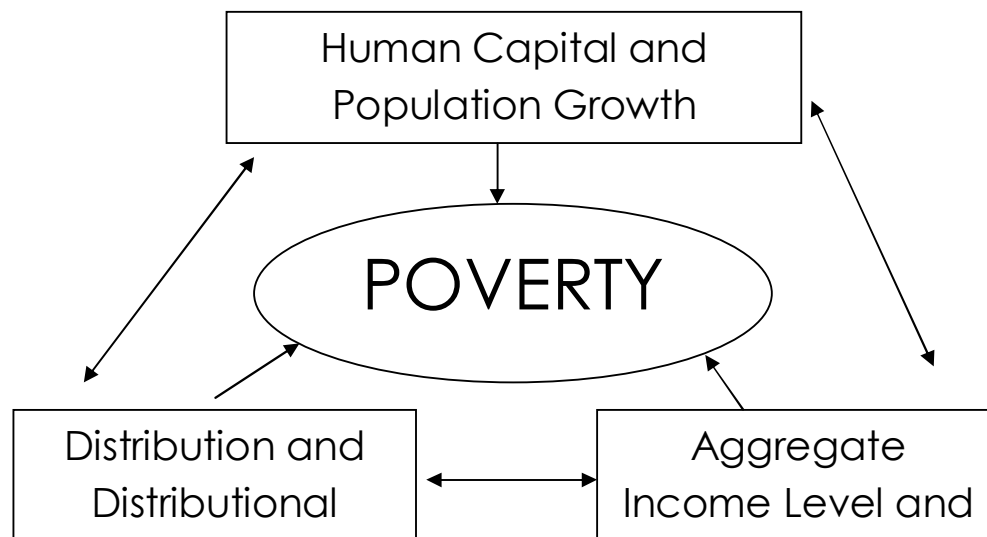 Human Capital and
Population Growth
POVERTY
Distribution and
Distributional
Aggregate
Income Level and